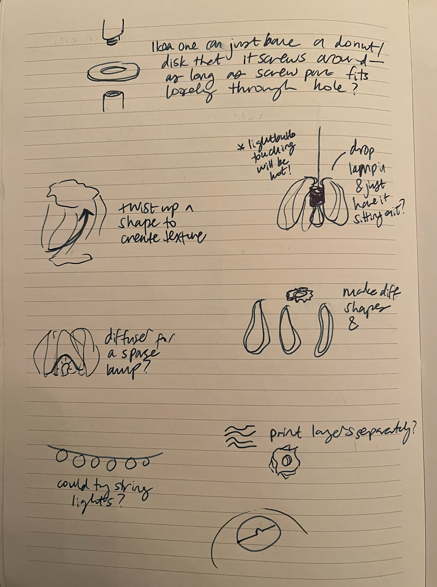 Ikea one can just have a donut/
disk that it screws around—
as long as screw part fits
loosely through hole?
* lightbulb
touching
will be
hot!
drop
lamp in
& just
have it
sitting on it?
twist up a
shape to
create texture
make diff
shapes
&
diffuser for
a space
lamp?
print layers separately?
could try string
lights?